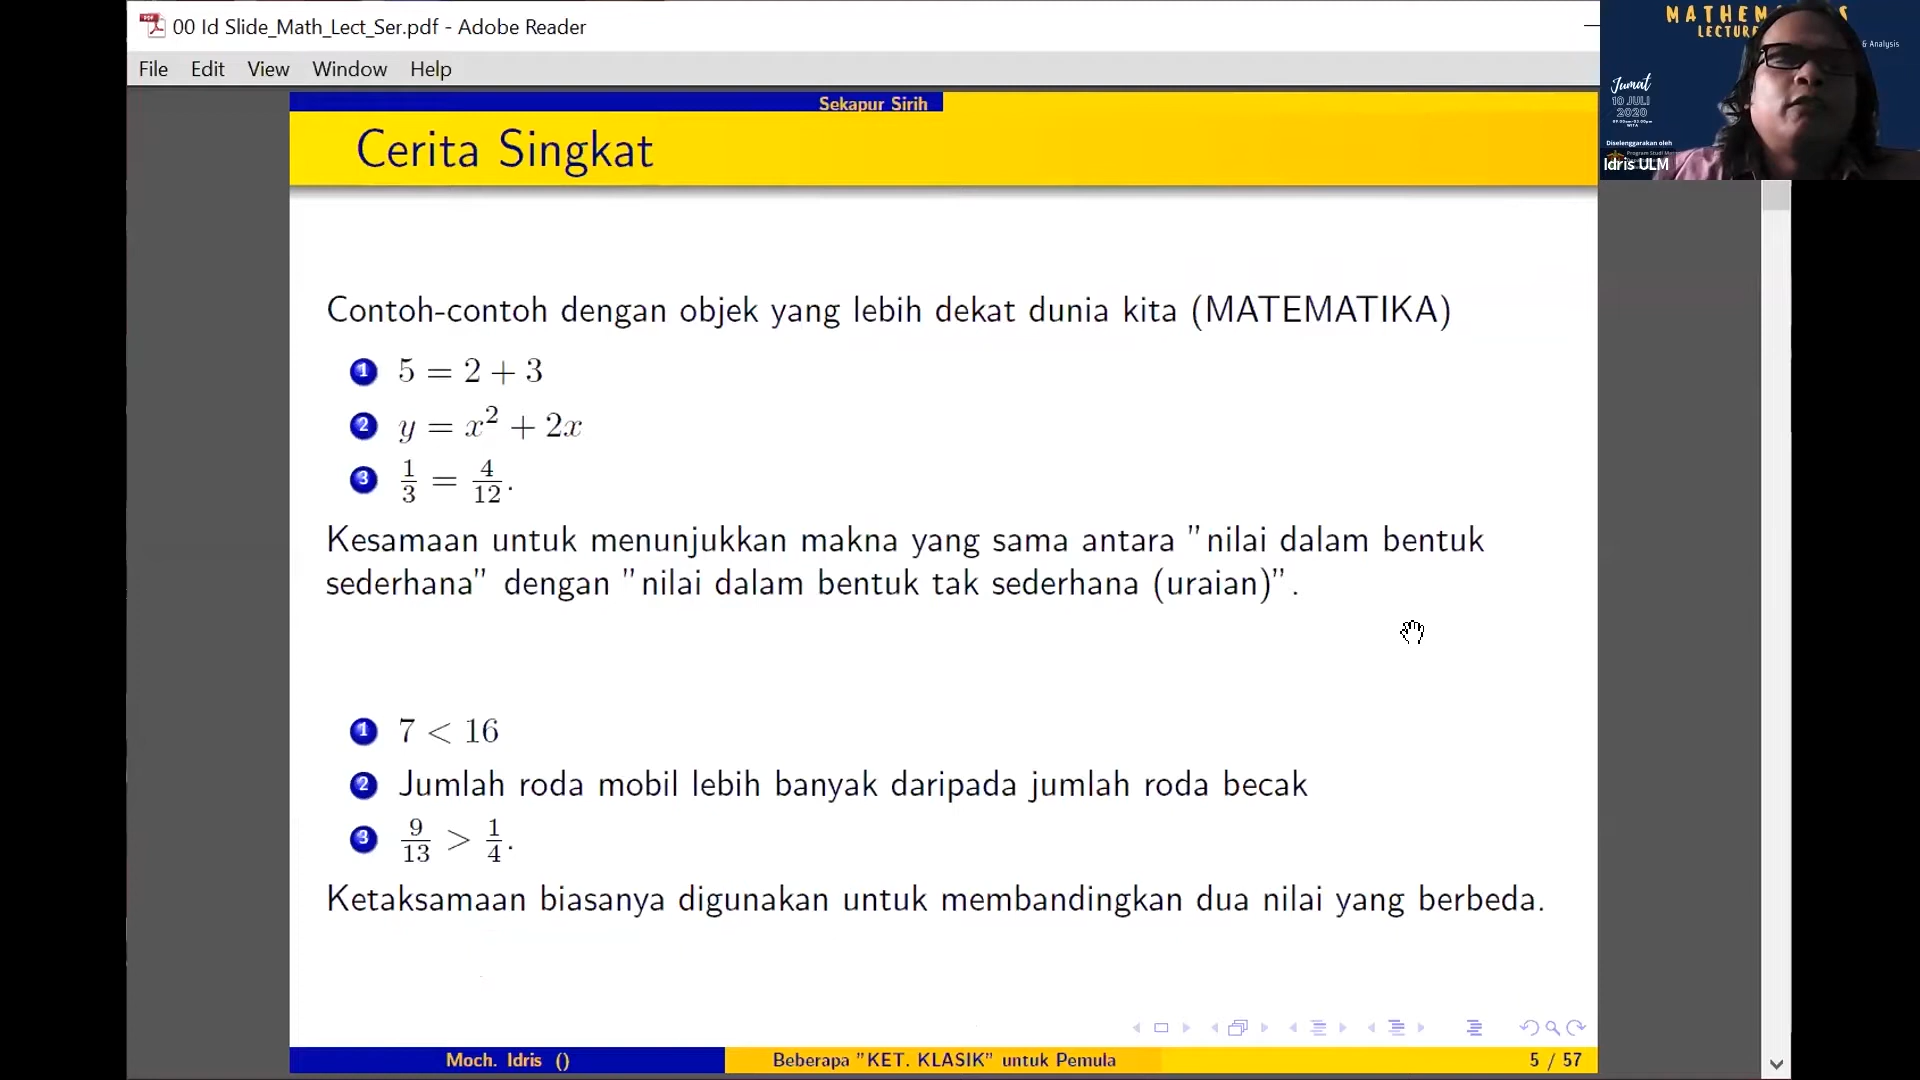 00 Id Slide_Math_Lect_Ser.pdf - Adobe Reader
File Edit View Window Help
Sekapur Sirih
Cerita Singkat
Contoh-contoh dengan objek yang lebih dekat dunia kita (MATEMATIKA)
1 5 = 2 + 3
2 y = x² + 2x
3 1/3 = 4/12.
Kesamaan untuk menunjukkan makna yang sama antara "nilai dalam bentuk
sederhana" dengan "nilai dalam bentuk tak sederhana (uraian)".
1 7 < 16
2 Jumlah roda mobil lebih banyak daripada jumlah roda becak
3 9/13 > 1/4.
Ketaksamaan biasanya digunakan untuk membandingkan dua nilai yang berbeda.
Moch. Idris () Beberapa "KET. KLASIK" untuk Pemula 5 / 57
LECTURE
& Analysis
Jumat
10 JULI
2020
Diselenggarakan oleh
Program Studi
Idris ULM